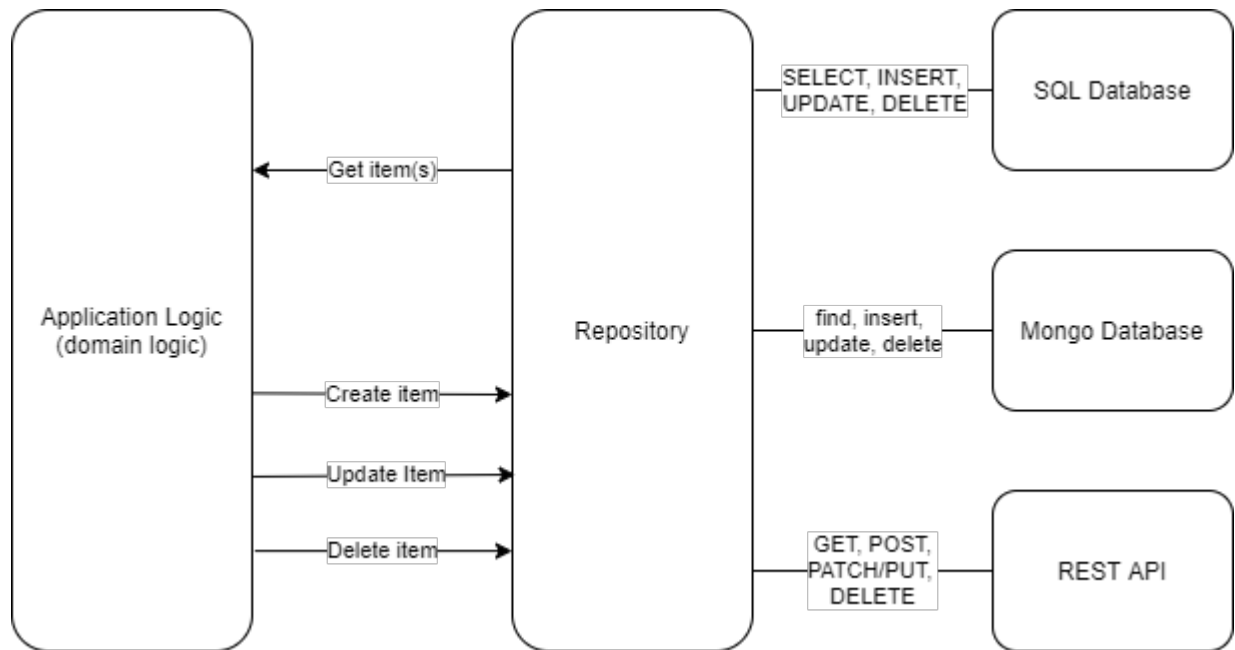 Application Logic
(domain logic)
Get item(s)
Create item
Update Item
Delete item
Repository
SELECT, INSERT,
UPDATE, DELETE
SQL Database
find, insert,
update, delete
Mongo Database
GET, POST,
PATCH/PUT,
DELETE
REST API